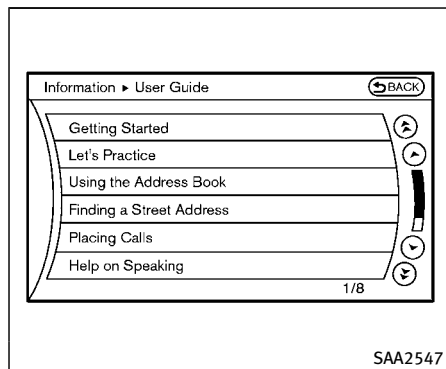 Information ▸ User Guide
BACK
Getting Started
Let's Practice
Using the Address Book
Finding a Street Address
Placing Calls
Help on Speaking
1/8
SAA2547